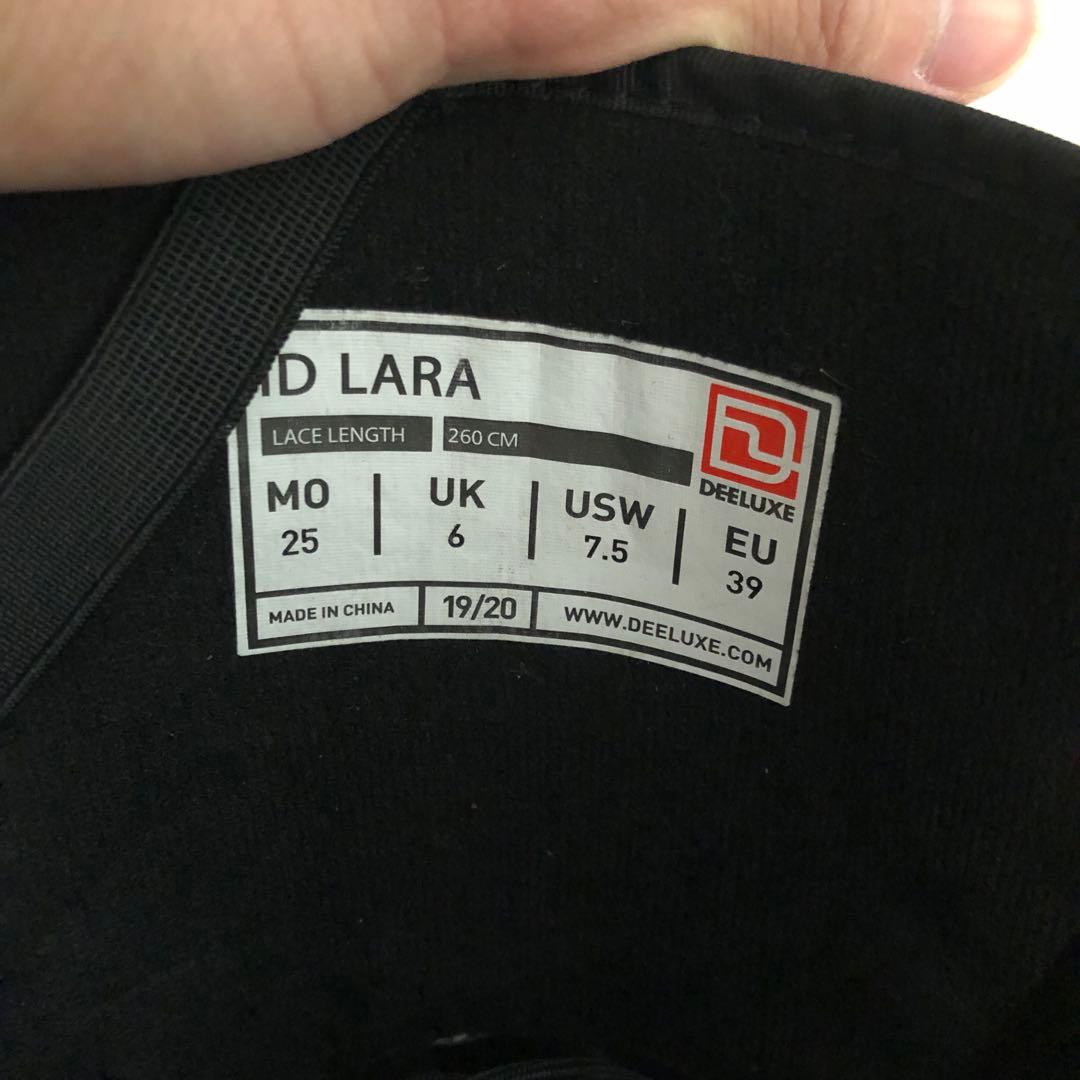 ID LARA
LACE LENGTH 260 CM
MO UK USW EU
25 6 7.5 39
DEELUXE
MADE IN CHINA 19/20 WWW.DEELUXE.COM